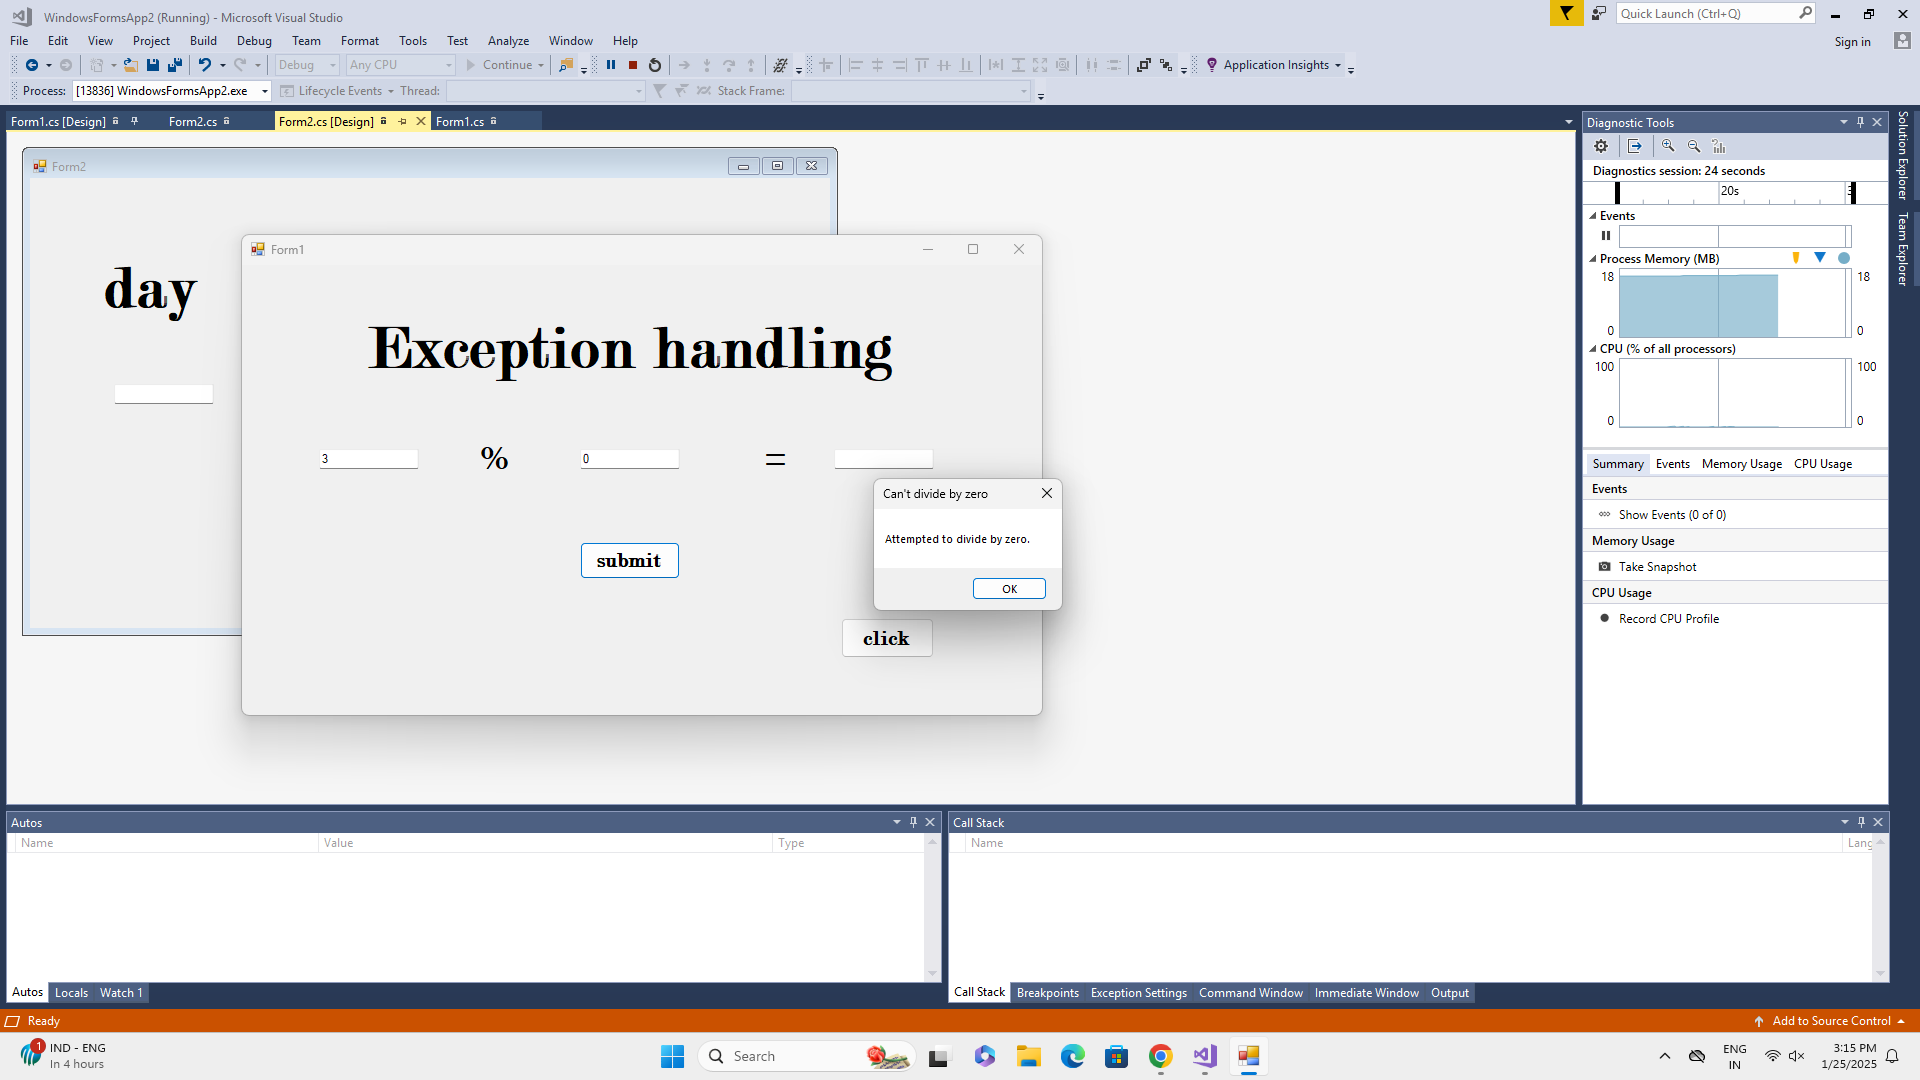 WindowsFormsApp2 (Running) - Microsoft Visual Studio
Quick Launch (Ctrl+Q)
File Edit View Project Build Debug Team Format Tools Test Analyze Window Help
Sign in
Debug Any CPU Continue Application Insights
Process: [13836] WindowsFormsApp2.exe Lifecycle Events Thread: Stack Frame:
Form1.cs [Design] Form2.cs Form2.cs [Design] Form1.cs
Form2
day
Form1
Exception handling
3 % 0 =
submit
click
Can't divide by zero
Attempted to divide by zero.
OK
Diagnostic Tools
Diagnostics session: 24 seconds
20s
Events
Process Memory (MB)
18 18
0 0
CPU (% of all processors)
100 100
0 0
Summary Events Memory Usage CPU Usage
Events
Show Events (0 of 0)
Memory Usage
Take Snapshot
CPU Usage
Record CPU Profile
Solution Explorer
Team Explorer
Autos
Name Value Type
Autos Locals Watch 1
Call Stack
Name Lang
Call Stack Breakpoints Exception Settings Command Window Immediate Window Output
Ready
Add to Source Control
1
IND - ENG
In 4 hours
Search
ENG
IN
3:15 PM
1/25/2025